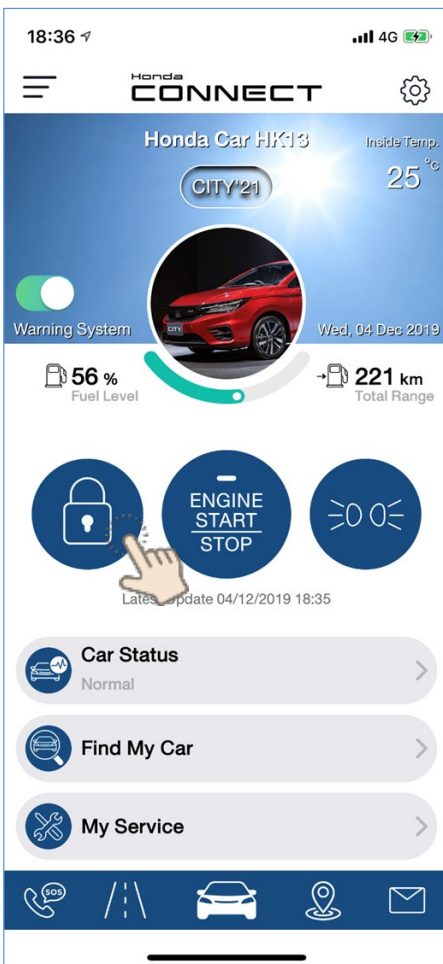 18:36
4G
Honda
CONNECT
Honda Car HK13
Inside Temp.
25 °C
CITY'21
CITY
Warning System
Wed, 04 Dec 2019
56 %
Fuel Level
221 km
Total Range
ENGINE
START
STOP
Latest Update 04/12/2019 18:35
Car Status
Normal
Find My Car
My Service
SOS